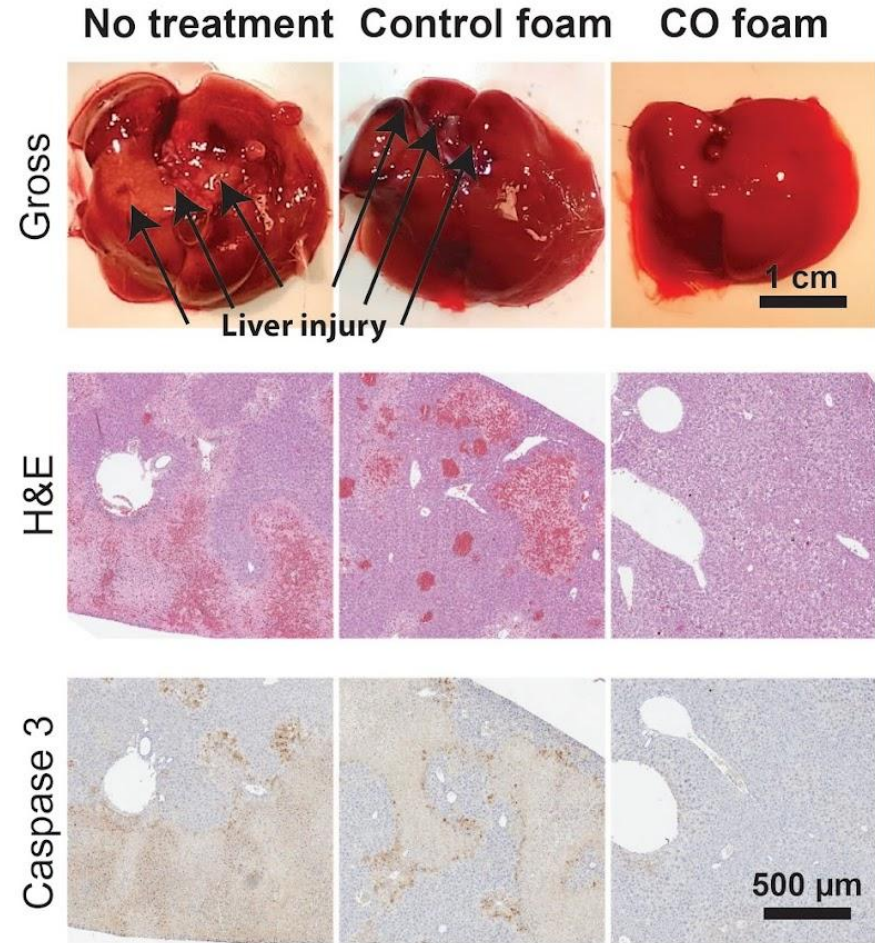 No treatment Control foam CO foam
Gross
1 cm
Liver injury
H&E
Caspase 3
500 μm